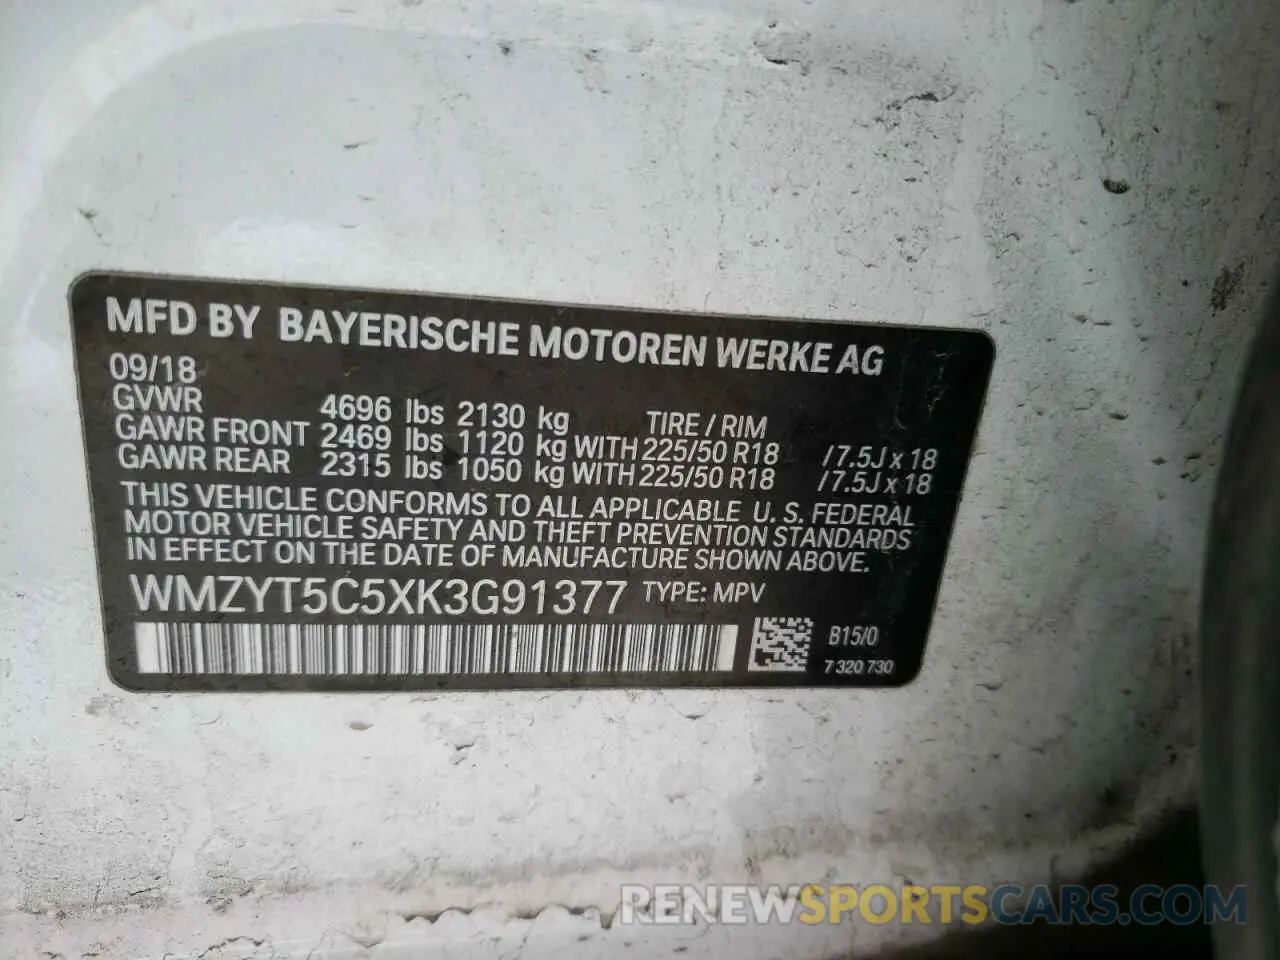 MFD BY BAYERISCHE MOTOREN WERKE AG
09/18
GVWR 4696 lbs 2130 kg TIRE / RIM
GAWR FRONT 2469 lbs 1120 kg WITH 225/50 R18 / 7.5J x 18
GAWR REAR 2315 lbs 1050 kg WITH 225/50 R18 / 7.5J x 18
THIS VEHICLE CONFORMS TO ALL APPLICABLE U. S. FEDERAL
MOTOR VEHICLE SAFETY AND THEFT PREVENTION STANDARDS
IN EFFECT ON THE DATE OF MANUFACTURE SHOWN ABOVE.
WMZYT5C5XK3G91377 TYPE: MPV
B15/0
7 320 730
RENEWSPORTSCARS.COM